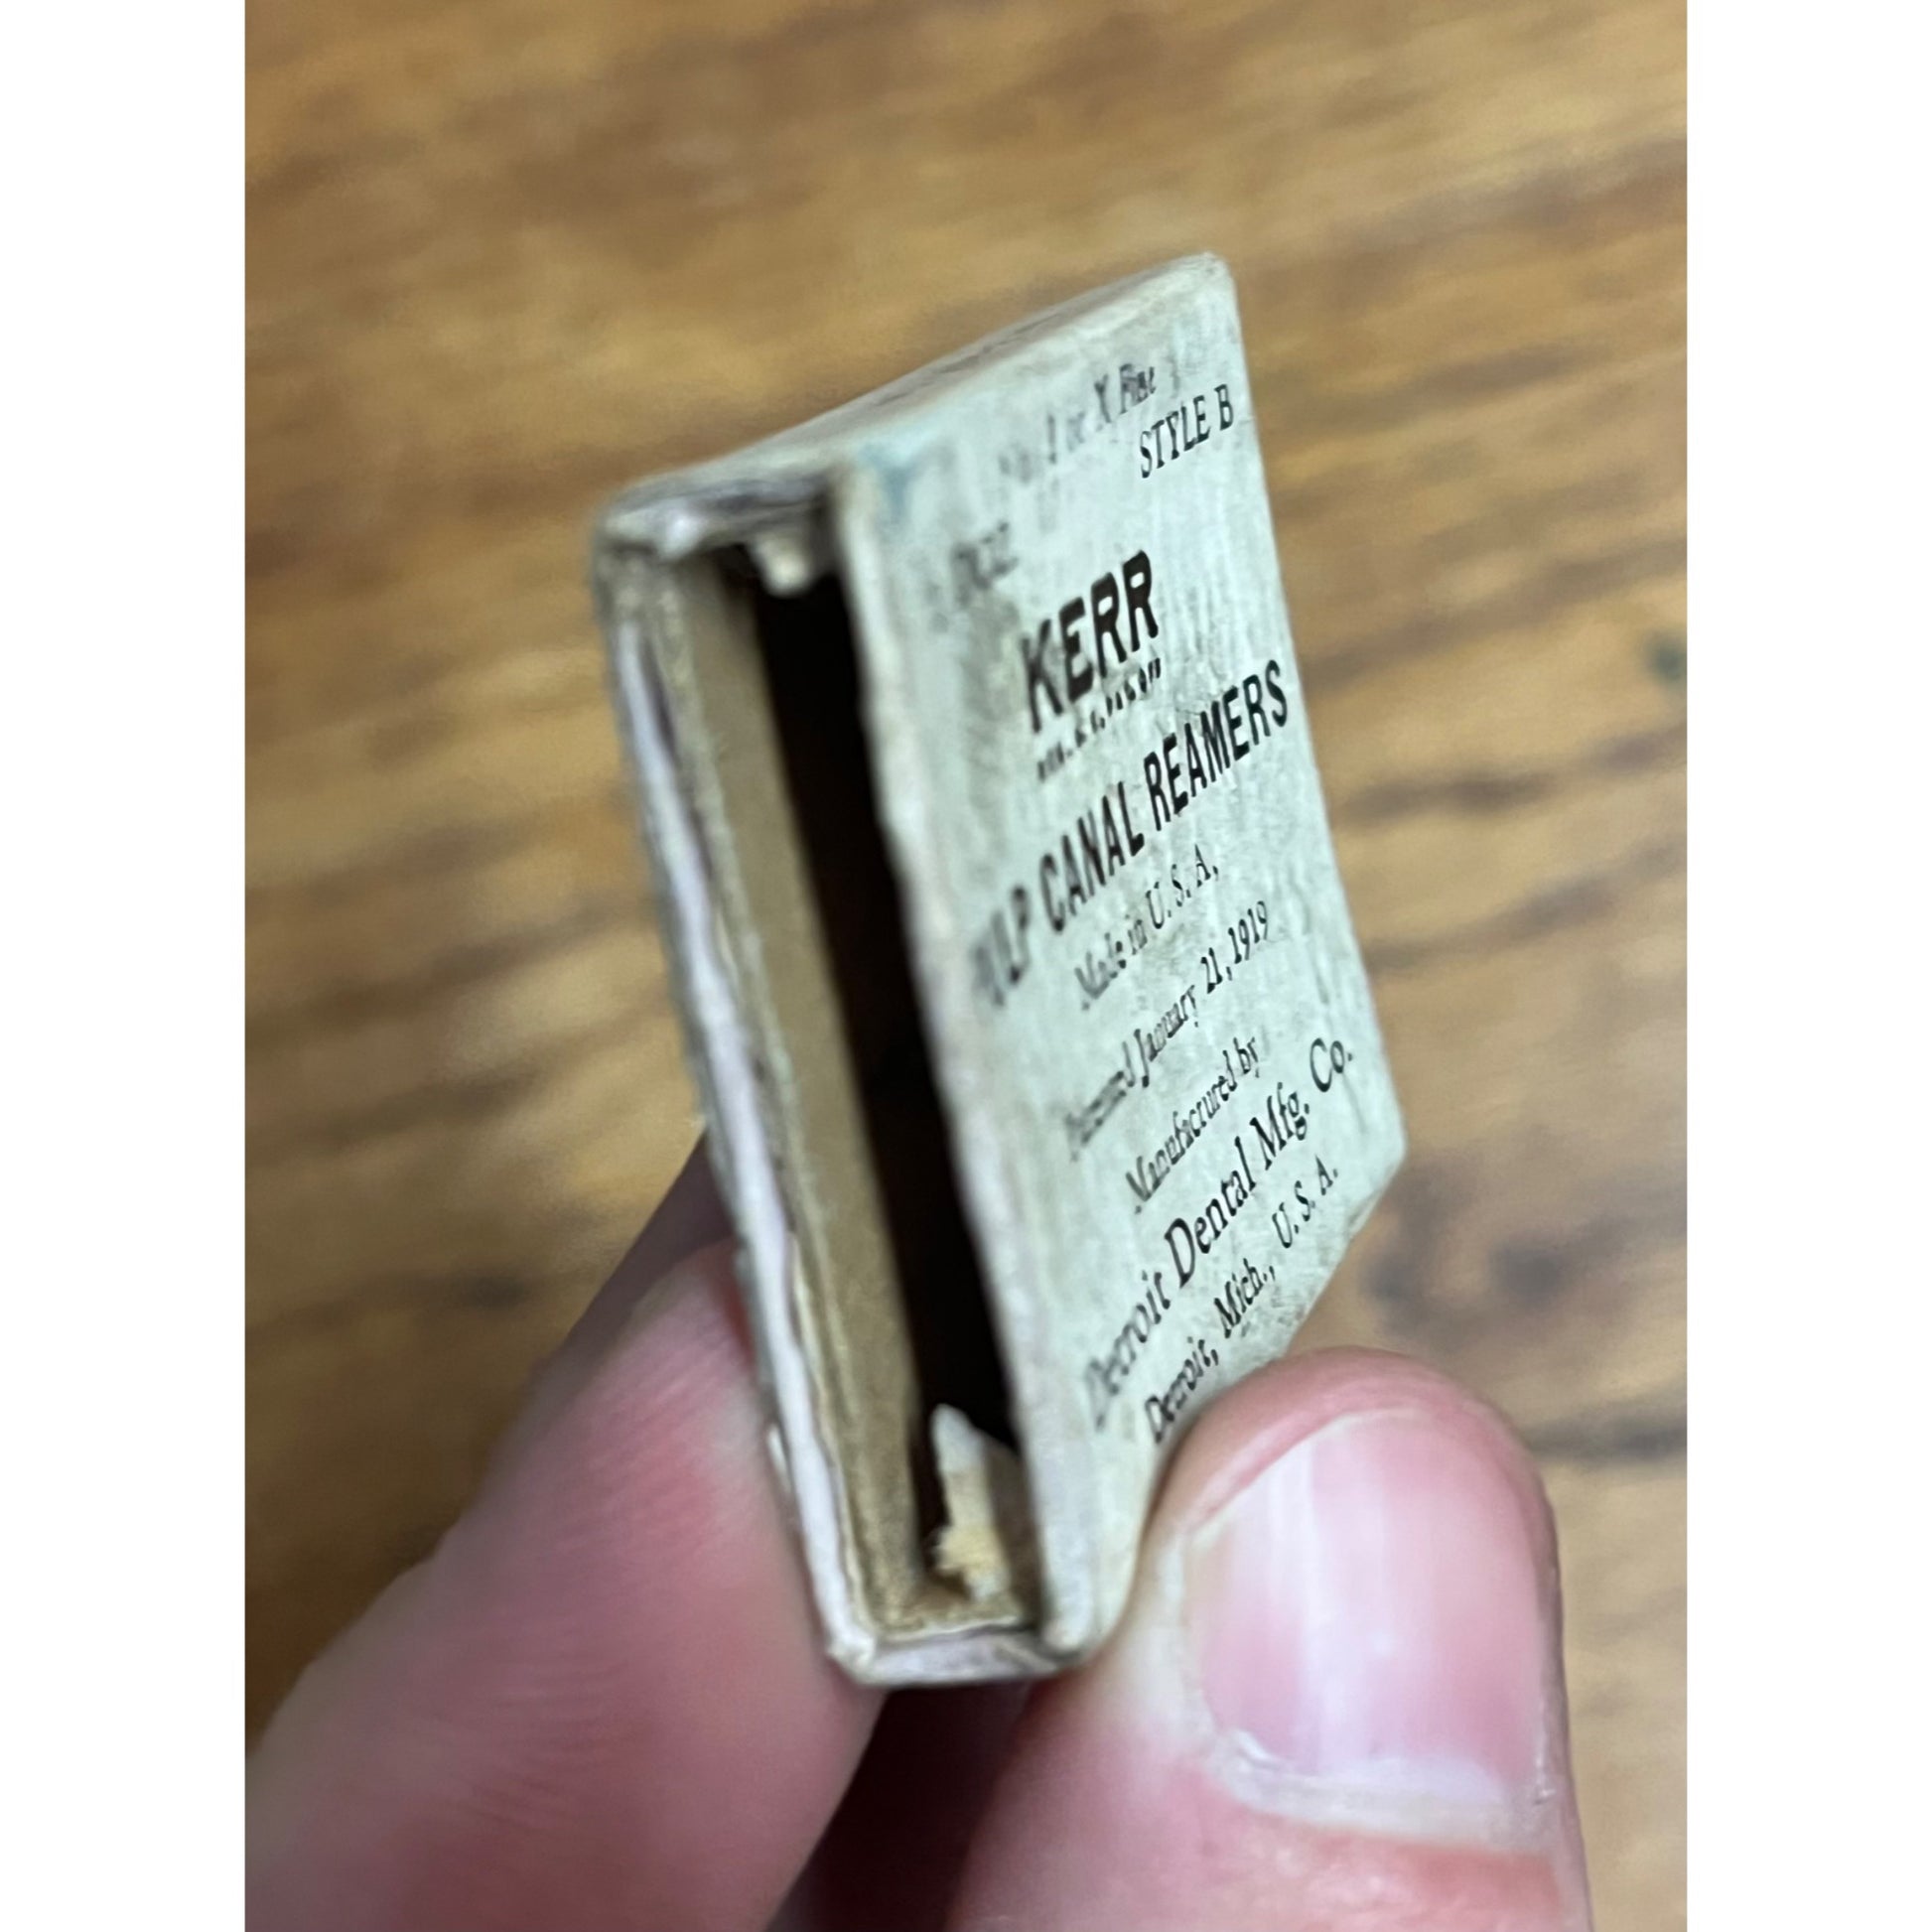 No. 1 or X Fine
STYLE B
KERR
CANAL REAMERS
Made in U. S. A.
January 21, 1919
Manufactured by
Detroit Dental Mfg. Co.
Detroit, Mich., U. S. A.